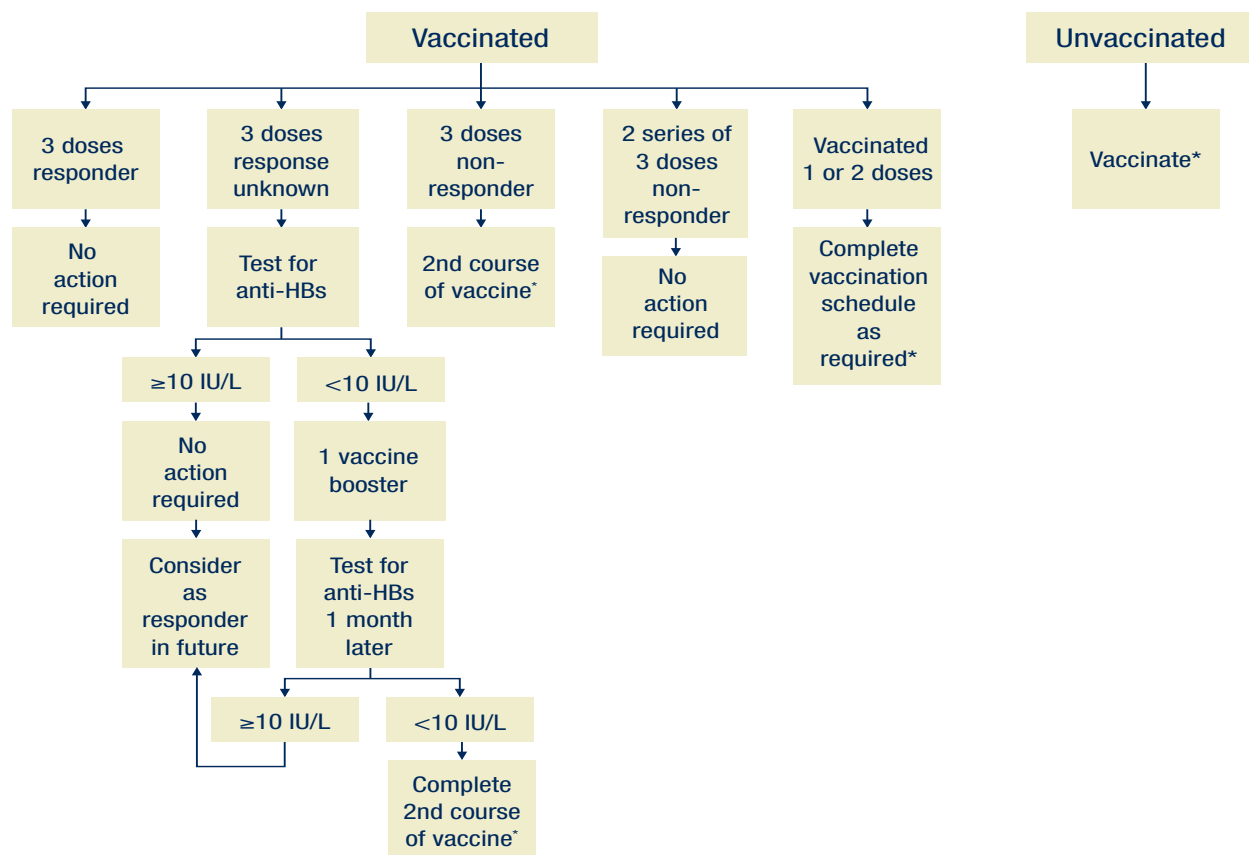 Vaccinated
Unvaccinated
3 doses
responder
3 doses
response
unknown
3 doses
non-
responder
2 series of
3 doses
non-
responder
Vaccinated
1 or 2 doses
Vaccinate*
No
action
required
Test for
anti-HBs
2nd course
of vaccine*
No
action
required
Complete
vaccination
schedule
as
required*
≥10 IU/L
<10 IU/L
No
action
required
1 vaccine
booster
Consider
as
responder
in future
Test for
anti-HBs
1 month
later
≥10 IU/L
<10 IU/L
Complete
2nd course
of vaccine*